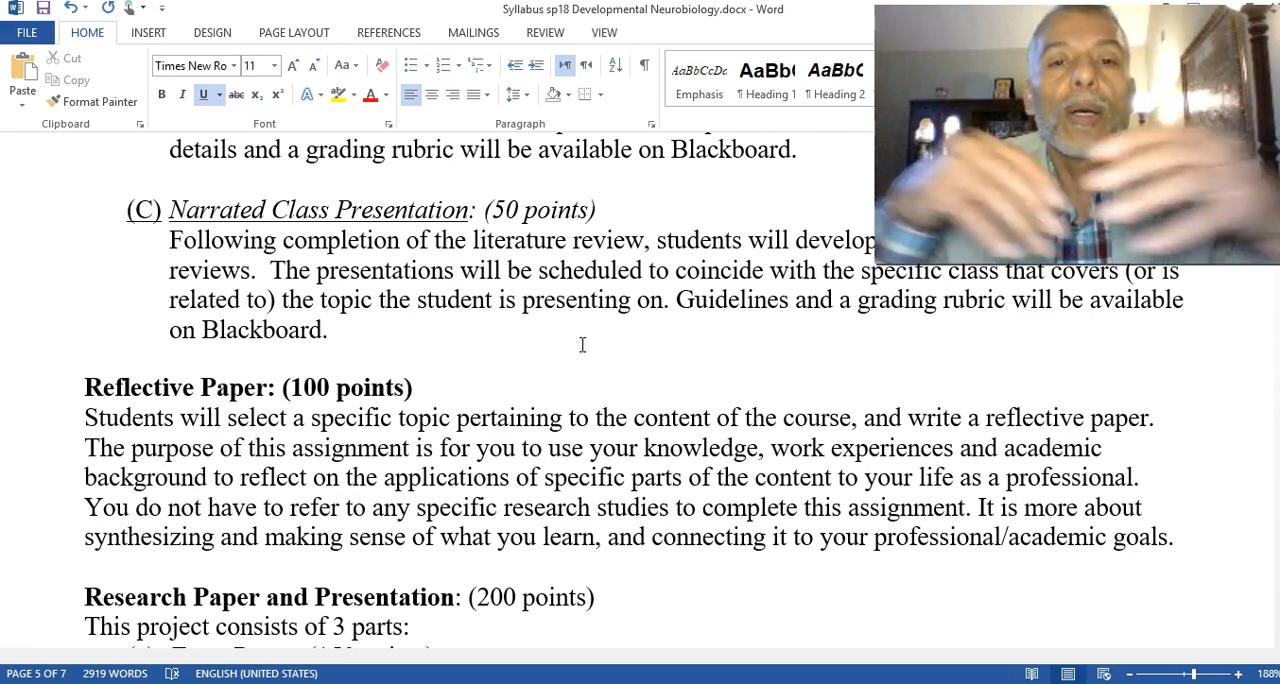 Syllabus sp18 Developmental Neurobiology.docx - Word
FILE HOME INSERT DESIGN PAGE LAYOUT REFERENCES MAILINGS REVIEW VIEW
Cut
Copy
Paste
Format Painter
Times New Ro 11
Aa
B I U abc X₂ X² A A
AaBbCcDc AaBb( AaBbC
Emphasis ¶ Heading 1 ¶ Heading 2
Clipboard Font Paragraph
details and a grading rubric will be available on Blackboard.
(C) Narrated Class Presentation: (50 points)
Following completion of the literature review, students will develop
reviews. The presentations will be scheduled to coincide with the specific class that covers (or is
related to) the topic the student is presenting on. Guidelines and a grading rubric will be available
on Blackboard.
Reflective Paper: (100 points)
Students will select a specific topic pertaining to the content of the course, and write a reflective paper.
The purpose of this assignment is for you to use your knowledge, work experiences and academic
background to reflect on the applications of specific parts of the content to your life as a professional.
You do not have to refer to any specific research studies to complete this assignment. It is more about
synthesizing and making sense of what you learn, and connecting it to your professional/academic goals.
Research Paper and Presentation: (200 points)
This project consists of 3 parts:
PAGE 5 OF 7 2919 WORDS ENGLISH (UNITED STATES) 188%